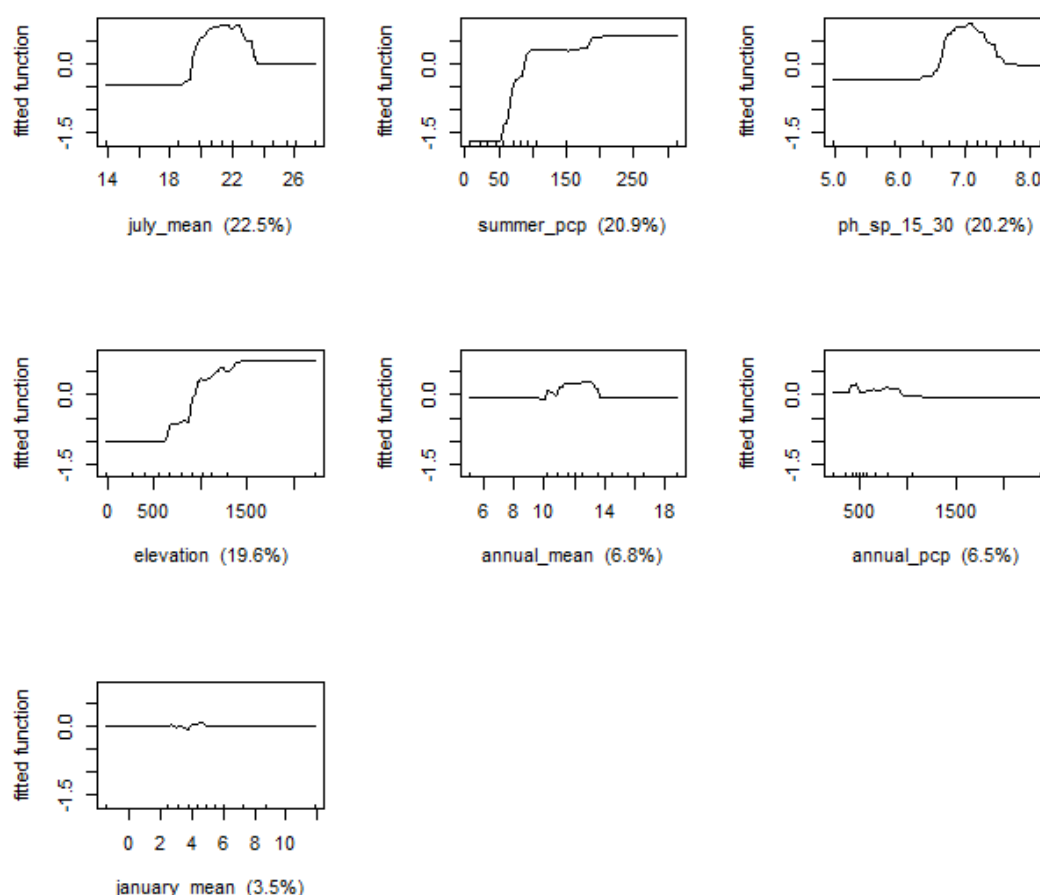 fitted function
0.0
-1.5
14 18 22 26
july_mean (22.5%)
fitted function
0.0
-1.5
0 50 150 250
summer_pcp (20.9%)
fitted function
0.0
-1.5
5.0 6.0 7.0 8.0
ph_sp_15_30 (20.2%)
fitted function
0.0
-1.5
0 500 1500
elevation (19.6%)
fitted function
0.0
-1.5
6 8 10 14 18
annual_mean (6.8%)
fitted function
0.0
-1.5
500 1500
annual_pcp (6.5%)
fitted function
0.0
-1.5
0 2 4 6 8 10
january_mean (3.5%)